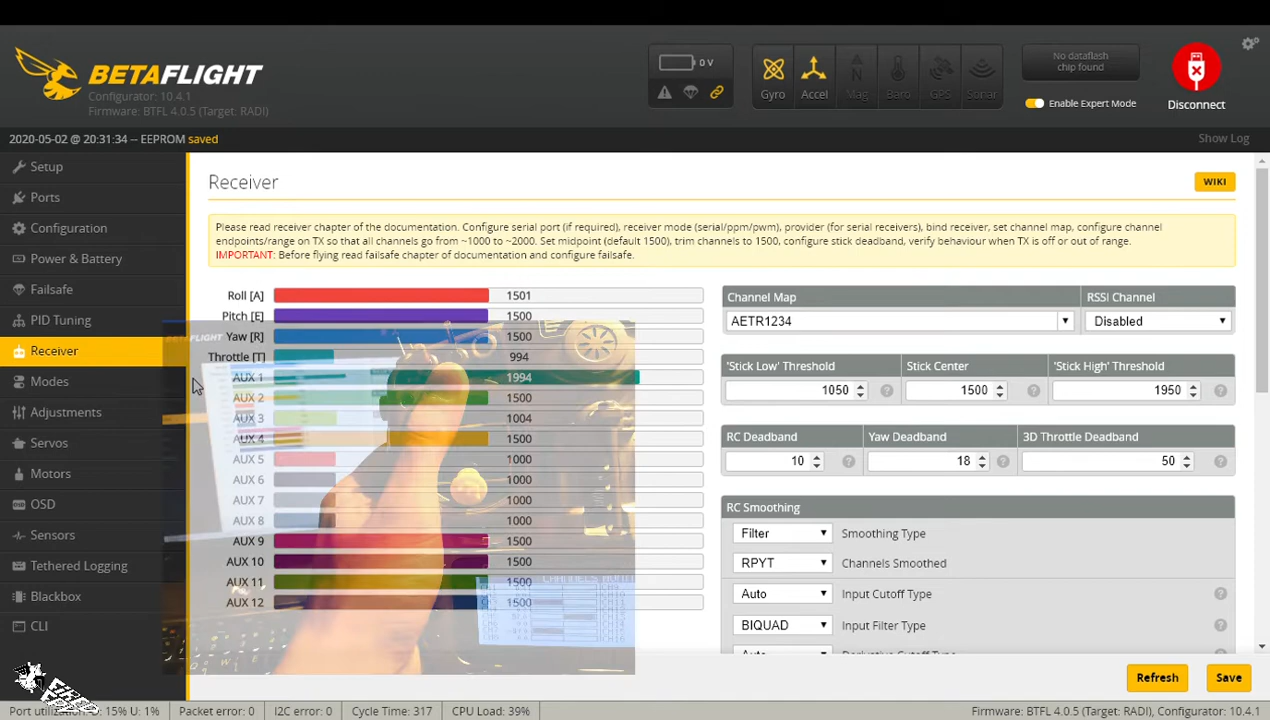 BETAFLIGHT
Configurator: 10.4.1
Firmware: BTFL 4.0.5 (Target: RADI)
0 V
Gyro
Accel
Mag
Baro
GPS
Sonar
No dataflash
chip found
Enable Expert Mode
Disconnect
2020-05-02 @ 20:31:34 -- EEPROM saved
Show Log
Setup
Ports
Configuration
Power & Battery
Failsafe
PID Tuning
Receiver
Modes
Adjustments
Servos
Motors
OSD
Sensors
Tethered Logging
Blackbox
CLI
Receiver
WIKI
Please read receiver chapter of the documentation. Configure serial port (if required), receiver mode (serial/ppm/pwm), provider (for serial receivers), bind receiver, set channel map, configure channel
endpoints/range on TX so that all channels go from ~1000 to ~2000. Set midpoint (default 1500), trim channels to 1500, configure stick deadband, verify behaviour when TX is off or out of range.
IMPORTANT: Before flying read failsafe chapter of documentation and configure failsafe.
Roll [A] 1501
Pitch [E] 1500
Yaw [R] 1500
Throttle [T] 994
AUX 1 1994
AUX 2 1500
AUX 3 1004
AUX 4 1500
AUX 5 1000
AUX 6 1000
AUX 7 1000
AUX 8 1000
AUX 9 1500
AUX 10 1500
AUX 11 1500
AUX 12 1500
Channel Map
RSSI Channel
AETR1234
Disabled
'Stick Low' Threshold
Stick Center
'Stick High' Threshold
1050
1500
1950
RC Deadband
Yaw Deadband
3D Throttle Deadband
10
18
50
RC Smoothing
Filter Smoothing Type
RPYT Channels Smoothed
Auto Input Cutoff Type
BIQUAD Input Filter Type
Auto Derivative Cutoff Type
Refresh
Save
CHANNELS
Packet error: 0
I2C error: 0
Cycle Time: 317
CPU Load: 39%
Firmware: BTFL 4.0.5 (Target: RADI), Configurator: 10.4.1